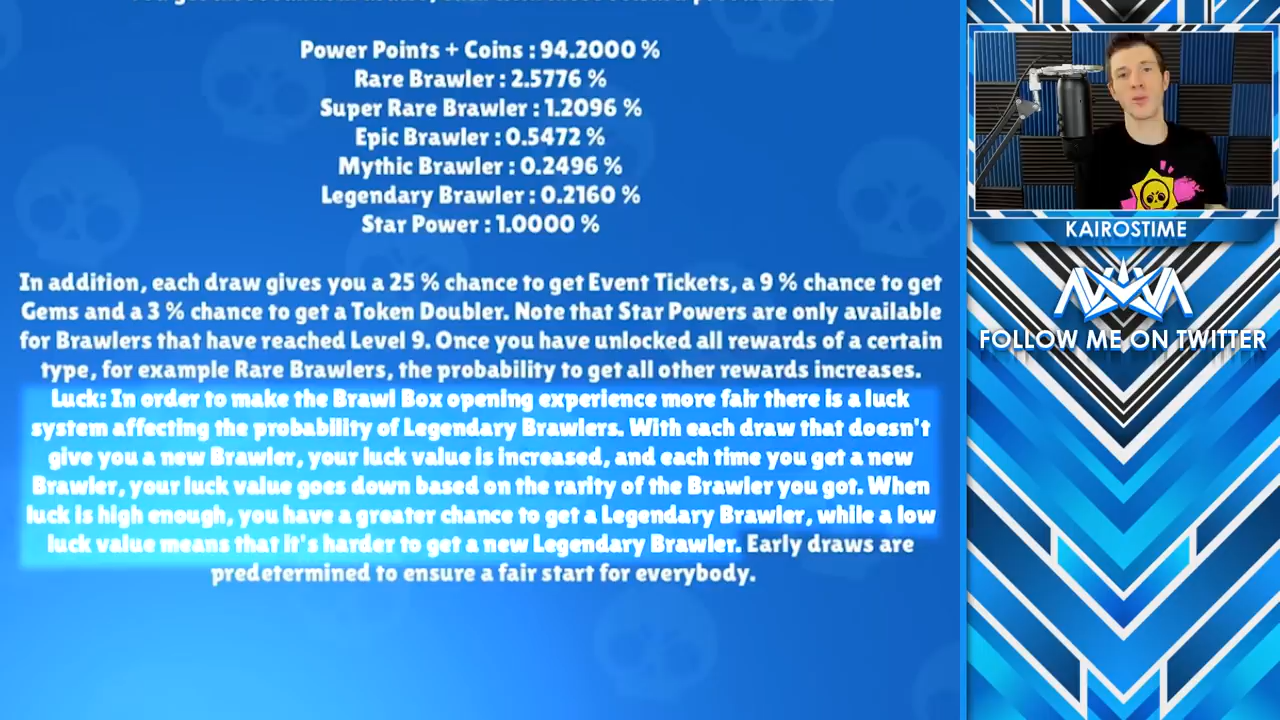 Power Points + Coins : 94.2000 %
Rare Brawler : 2.5776 %
Super Rare Brawler : 1.2096 %
Epic Brawler : 0.5472 %
Mythic Brawler : 0.2496 %
Legendary Brawler : 0.2160 %
Star Power : 1.0000 %
In addition, each draw gives you a 25 % chance to get Event Tickets, a 9 % chance to get
Gems and a 3 % chance to get a Token Doubler. Note that Star Powers are only available
for Brawlers that have reached Level 9. Once you have unlocked all rewards of a certain
type, for example Rare Brawlers, the probability to get all other rewards increases.
Luck: In order to make the Brawl Box opening experience more fair there is a luck
system affecting the probability of Legendary Brawlers. With each draw that doesn't
give you a new Brawler, your luck value is increased, and each time you get a new
Brawler, your luck value goes down based on the rarity of the Brawler you got. When
luck is high enough, you have a greater chance to get a Legendary Brawler, while a low
luck value means that it's harder to get a new Legendary Brawler. Early draws are
predetermined to ensure a fair start for everybody.
KAIROSTIME
FOLLOW ME ON TWITTER